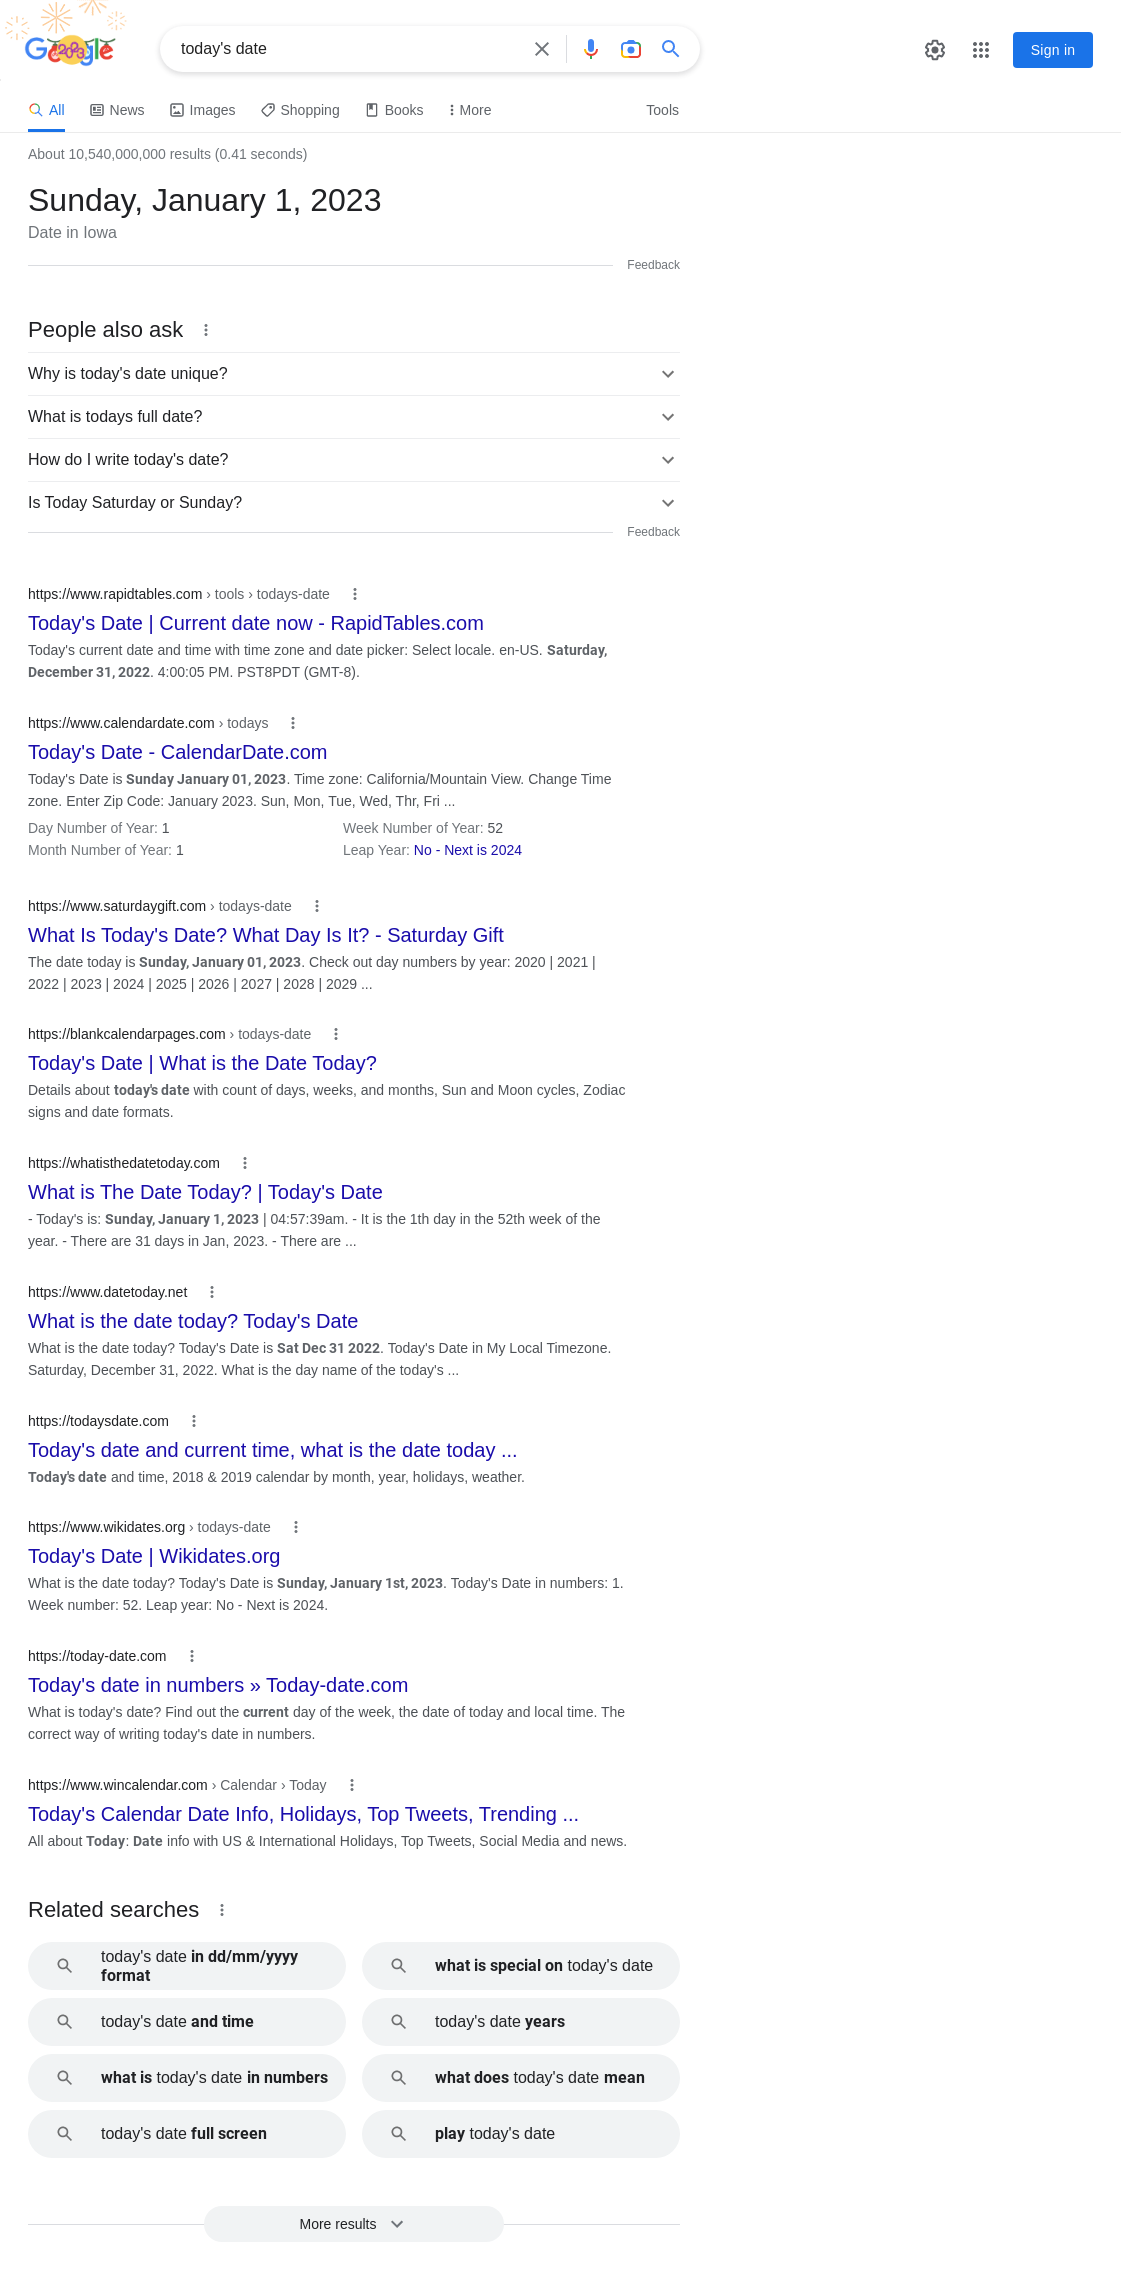 Google
2023
today's date
Sign in
All
News
Images
Shopping
Books
More
Tools
About 10,540,000,000 results (0.41 seconds)
Sunday, January 1, 2023
Date in Iowa
Feedback
People also ask
Why is today's date unique?
What is todays full date?
How do I write today's date?
Is Today Saturday or Sunday?
Feedback
https://www.rapidtables.com › tools › todays-date
Today's Date | Current date now - RapidTables.com
Today's current date and time with time zone and date picker: Select locale. en-US. Saturday,
December 31, 2022. 4:00:05 PM. PST8PDT (GMT-8).
https://www.calendardate.com › todays
Today's Date - CalendarDate.com
Today's Date is Sunday January 01, 2023. Time zone: California/Mountain View. Change Time
zone. Enter Zip Code: January 2023. Sun, Mon, Tue, Wed, Thr, Fri ...
Day Number of Year: 1 Week Number of Year: 52
Month Number of Year: 1 Leap Year: No - Next is 2024
https://www.saturdaygift.com › todays-date
What Is Today's Date? What Day Is It? - Saturday Gift
The date today is Sunday, January 01, 2023. Check out day numbers by year: 2020 | 2021 |
2022 | 2023 | 2024 | 2025 | 2026 | 2027 | 2028 | 2029 ...
https://blankcalendarpages.com › todays-date
Today's Date | What is the Date Today?
Details about today's date with count of days, weeks, and months, Sun and Moon cycles, Zodiac
signs and date formats.
https://whatisthedatetoday.com
What is The Date Today? | Today's Date
- Today's is: Sunday, January 1, 2023 | 04:57:39am. - It is the 1th day in the 52th week of the
year. - There are 31 days in Jan, 2023. - There are ...
https://www.datetoday.net
What is the date today? Today's Date
What is the date today? Today's Date is Sat Dec 31 2022. Today's Date in My Local Timezone.
Saturday, December 31, 2022. What is the day name of the today's ...
https://todaysdate.com
Today's date and current time, what is the date today ...
Today's date and time, 2018 & 2019 calendar by month, year, holidays, weather.
https://www.wikidates.org › todays-date
Today's Date | Wikidates.org
What is the date today? Today's Date is Sunday, January 1st, 2023. Today's Date in numbers: 1.
Week number: 52. Leap year: No - Next is 2024.
https://today-date.com
Today's date in numbers » Today-date.com
What is today's date? Find out the current day of the week, the date of today and local time. The
correct way of writing today's date in numbers.
https://www.wincalendar.com › Calendar › Today
Today's Calendar Date Info, Holidays, Top Tweets, Trending ...
All about Today: Date info with US & International Holidays, Top Tweets, Social Media and news.
Related searches
today's date in dd/mm/yyyy
format
what is special on today's date
today's date and time
today's date years
what is today's date in numbers
what does today's date mean
today's date full screen
play today's date
More results